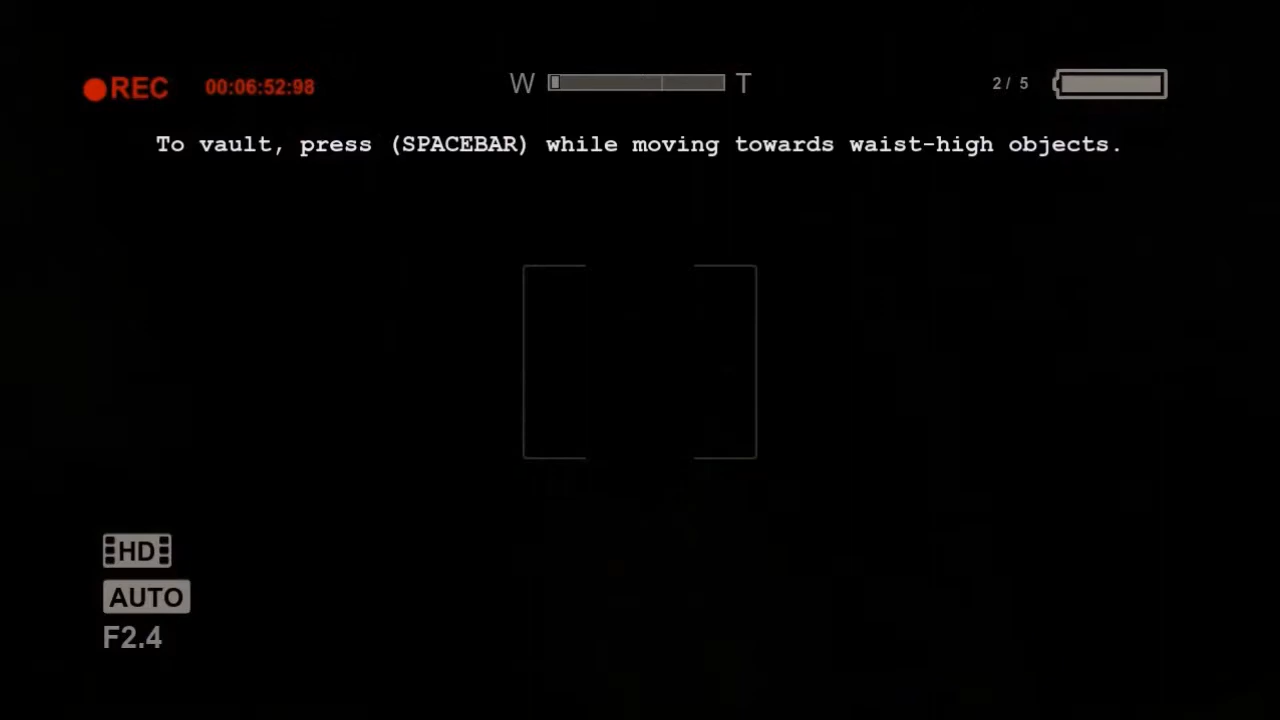 REC 00:06:52:98 W T 2/ 5
To vault, press (SPACEBAR) while moving towards waist-high objects.
HD
AUTO
F2.4